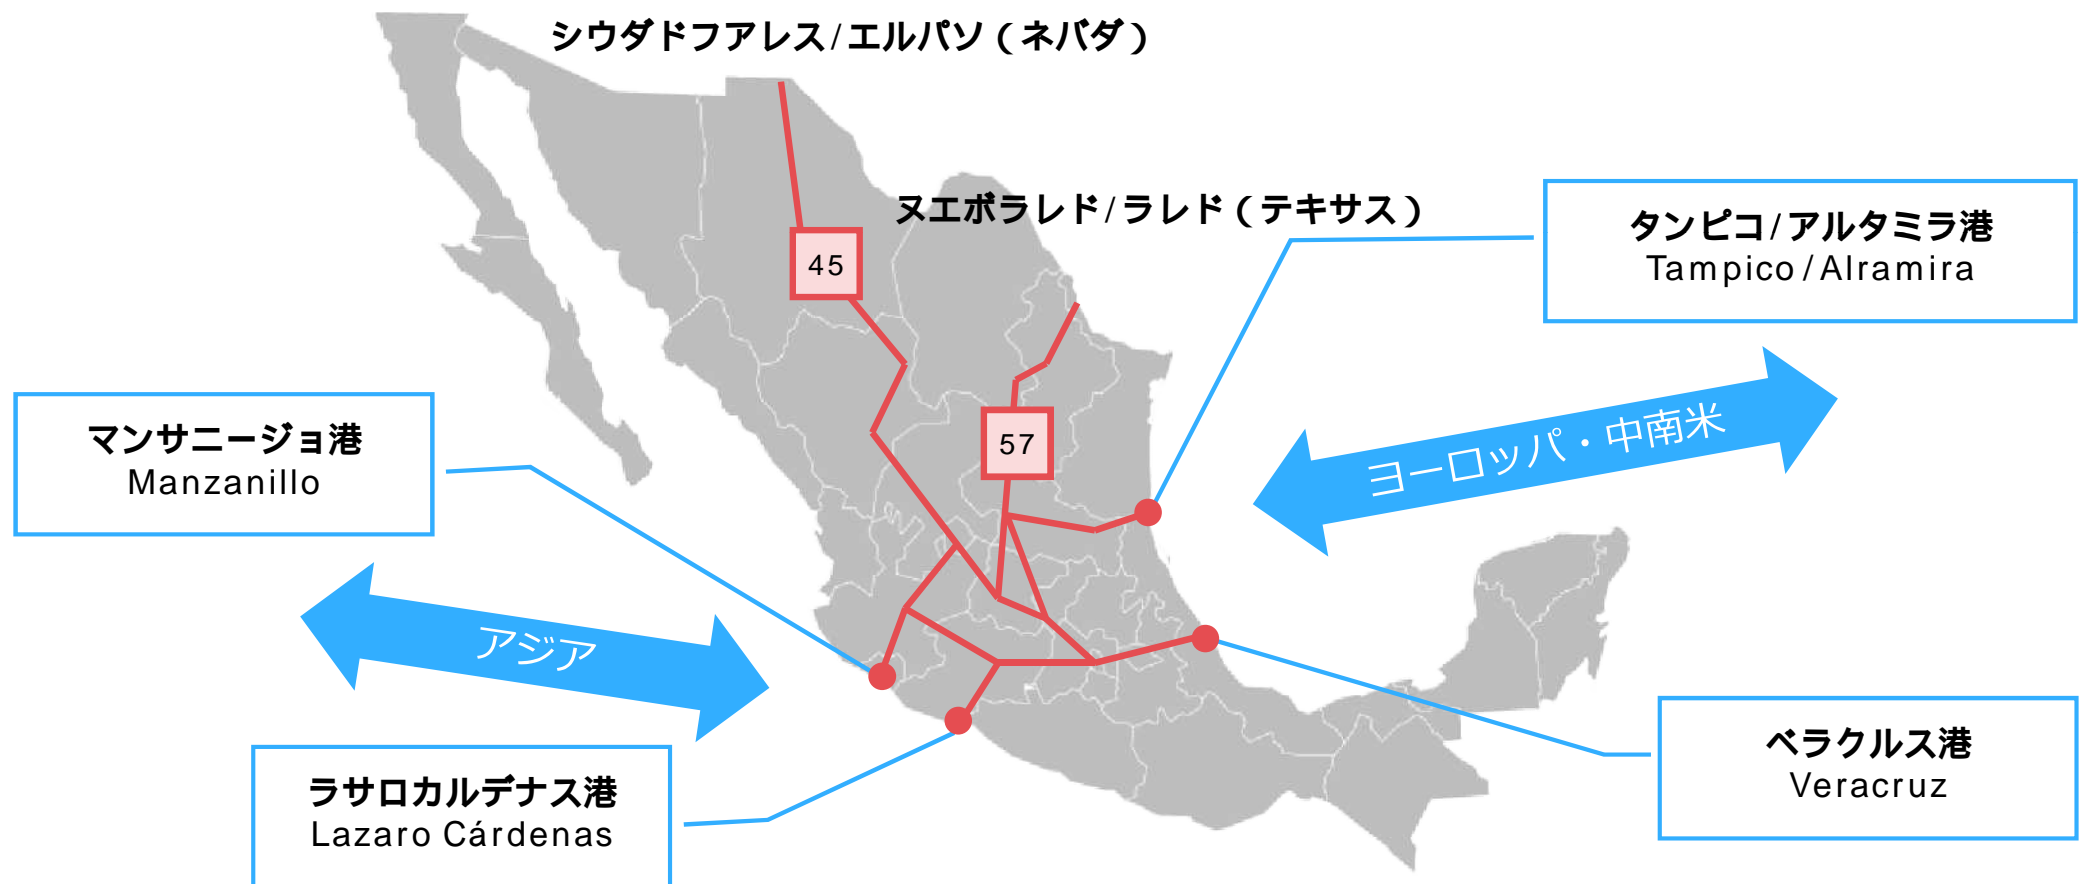 シウダドフアレス/エルパソ（ネバダ）
ヌエボラレド/ラレド（テキサス）
45
タンピコ/アルタミラ港
Tampico/Alramira
57
ヨーロッパ・中南米
マンサニージョ港
Manzanillo
アジア
ラサロカルデナス港
Lazaro Cárdenas
ベラクルス港
Veracruz